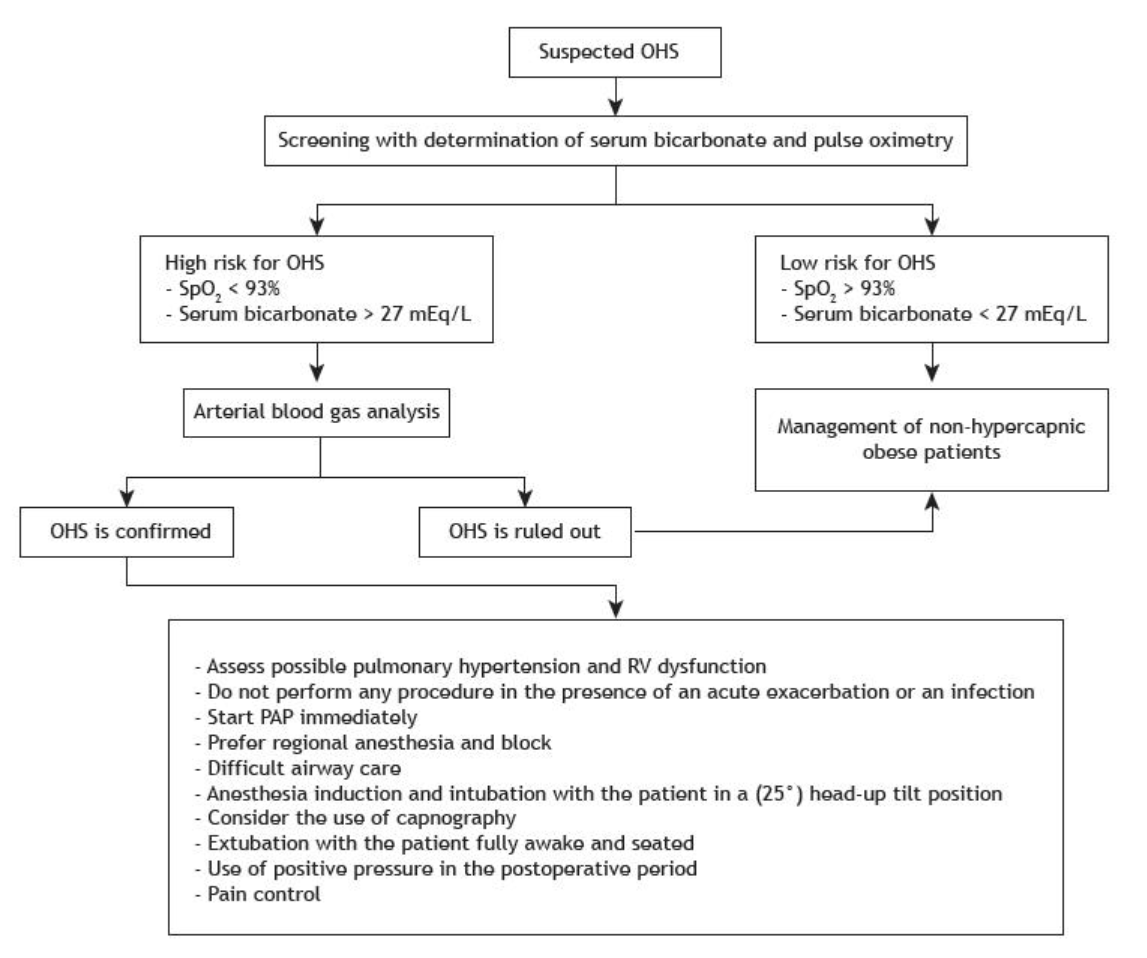 Suspected OHS
Screening with determination of serum bicarbonate and pulse oximetry
High risk for OHS
- SpO₂ < 93%
- Serum bicarbonate > 27 mEq/L
Low risk for OHS
- SpO₂ > 93%
- Serum bicarbonate < 27 mEq/L
Arterial blood gas analysis
Management of non-hypercapnic
obese patients
OHS is confirmed
OHS is ruled out
- Assess possible pulmonary hypertension and RV dysfunction
- Do not perform any procedure in the presence of an acute exacerbation or an infection
- Start PAP immediately
- Prefer regional anesthesia and block
- Difficult airway care
- Anesthesia induction and intubation with the patient in a (25°) head-up tilt position
- Consider the use of capnography
- Extubation with the patient fully awake and seated
- Use of positive pressure in the postoperative period
- Pain control